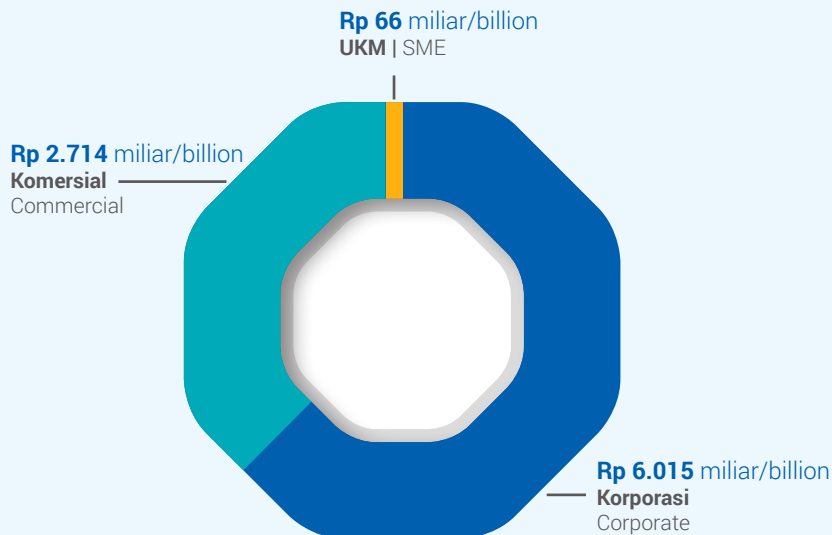 Rp 66 miliar/billion
UKM | SME
Rp 2.714 miliar/billion
Komersial
Commercial
Rp 6.015 miliar/billion
Korporasi
Corporate